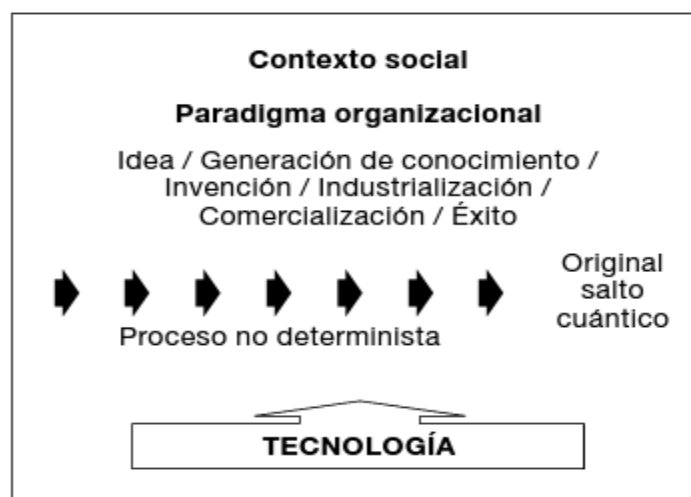 Contexto social
Paradigma organizacional
Idea / Generación de conocimiento /
Invención / Industrialización /
Comercialización / Éxito
Original
salto
cuántico
Proceso no determinista
TECNOLOGÍA